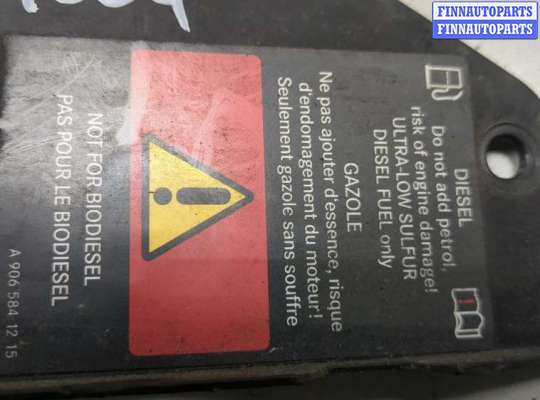 FINNAUTOPARTS
FINNAUTOPARTS
DIESEL
Do not add petrol,
risk of engine damage!
ULTRA-LOW SULFUR
DIESEL FUEL only
GAZOLE
Ne pas ajouter d'essence, risque
d'endomagement du moteur!
Seulement gazole sans souffre
NOT FOR BIODIESEL
PAS POUR LE BIODIESEL
A 906 584 12 15